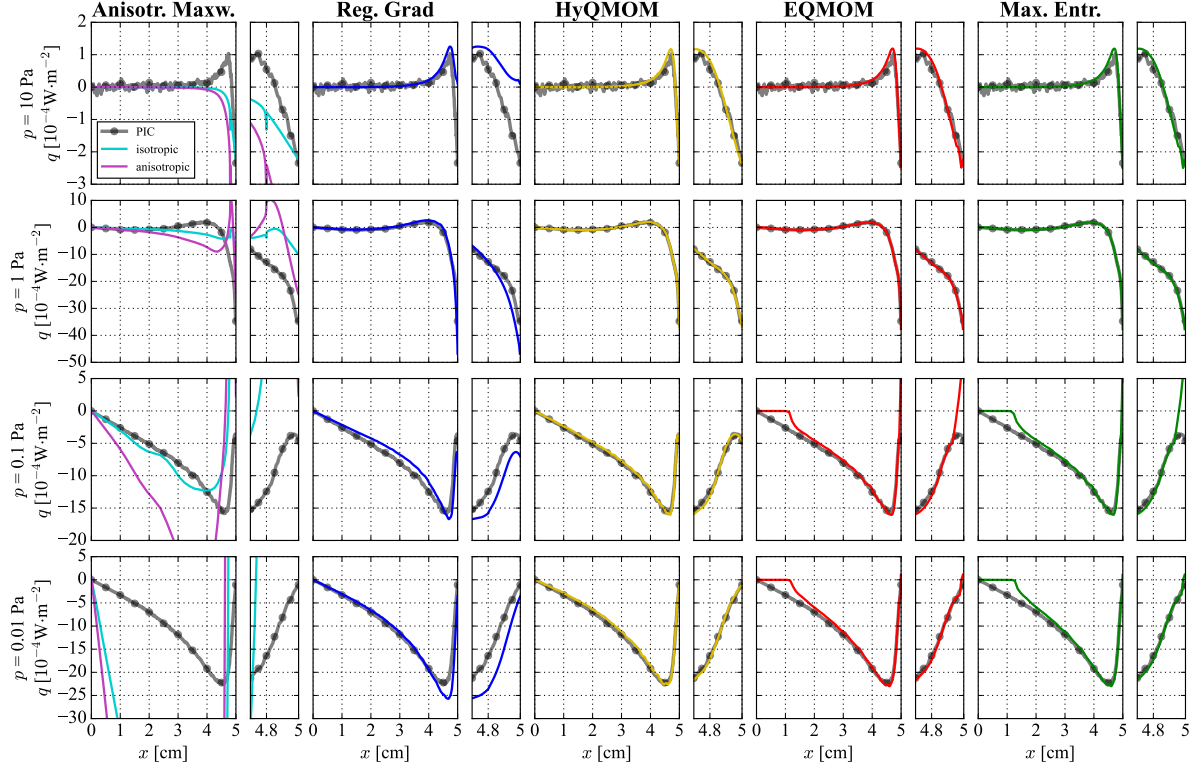 Anisotr. Maxw. Reg. Grad HyQMOM EQMOM Max. Entr.
p = 10 Pa
q [10⁻⁴W·m⁻²]
2
1
0
−1
−2
−3
PIC
isotropic
anisotropic
p = 1 Pa
q [10⁻⁴W·m⁻²]
10
0
−10
−20
−30
−40
−50
p = 0.1 Pa
q [10⁻⁴W·m⁻²]
5
0
−5
−10
−15
−20
p = 0.01 Pa
q [10⁻⁴W·m⁻²]
5
0
−5
−10
−15
−20
−25
−30
0 1 2 3 4 5 4.8 5 0 1 2 3 4 5 4.8 5 0 1 2 3 4 5 4.8 5 0 1 2 3 4 5 4.8 5 0 1 2 3 4 5 4.8 5
x [cm] x [cm] x [cm] x [cm] x [cm]